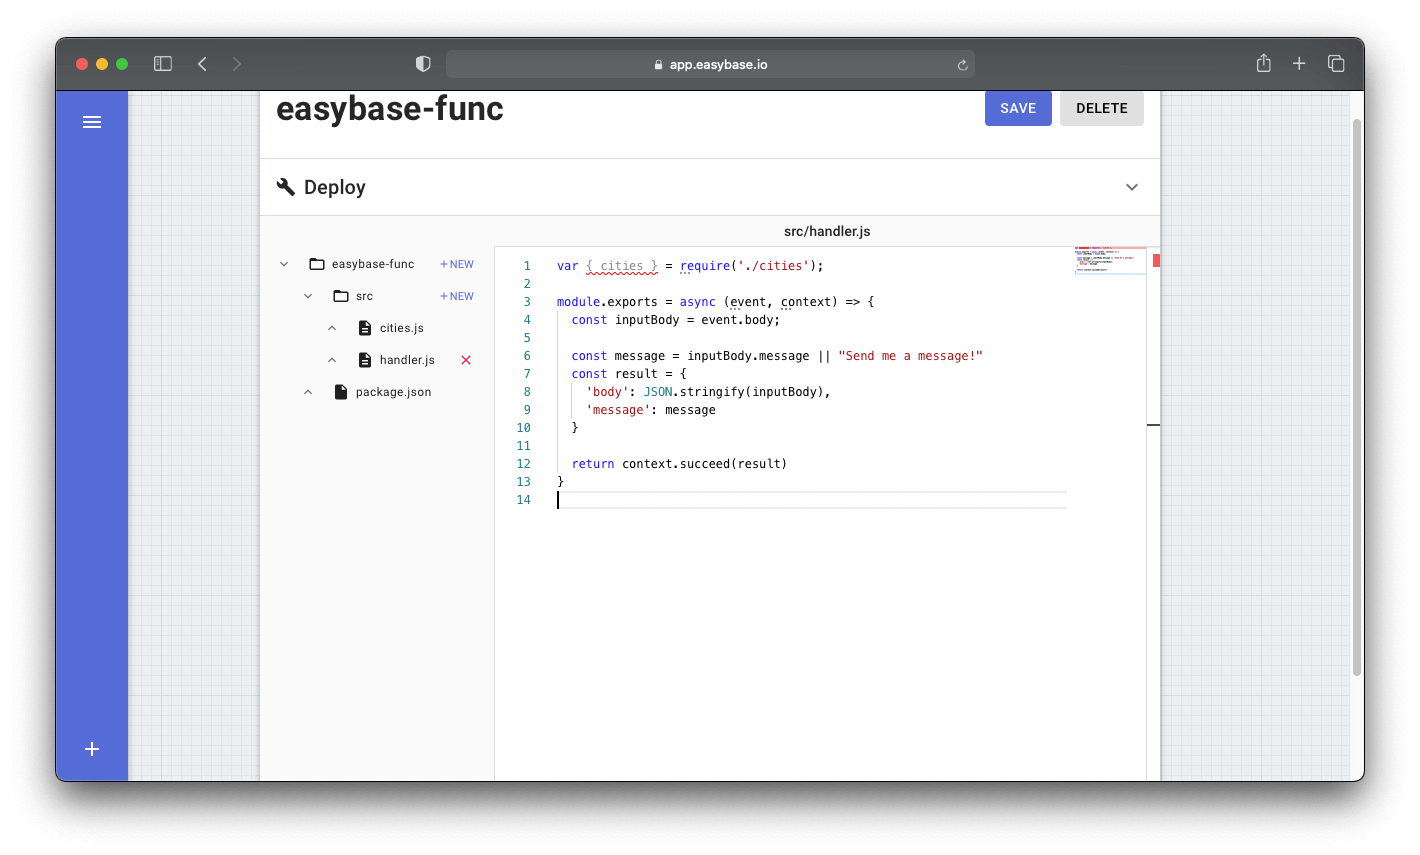 app.easybase.io
easybase-func
SAVE
DELETE
Deploy
src/handler.js
easybase-func
+ NEW
src
+ NEW
cities.js
handler.js
package.json
1 var { cities } = require('./cities');
2
3 module.exports = async (event, context) => {
4 const inputBody = event.body;
5
6 const message = inputBody.message || "Send me a message!"
7 const result = {
8 'body': JSON.stringify(inputBody),
9 'message': message
10 }
11
12 return context.succeed(result)
13 }
14